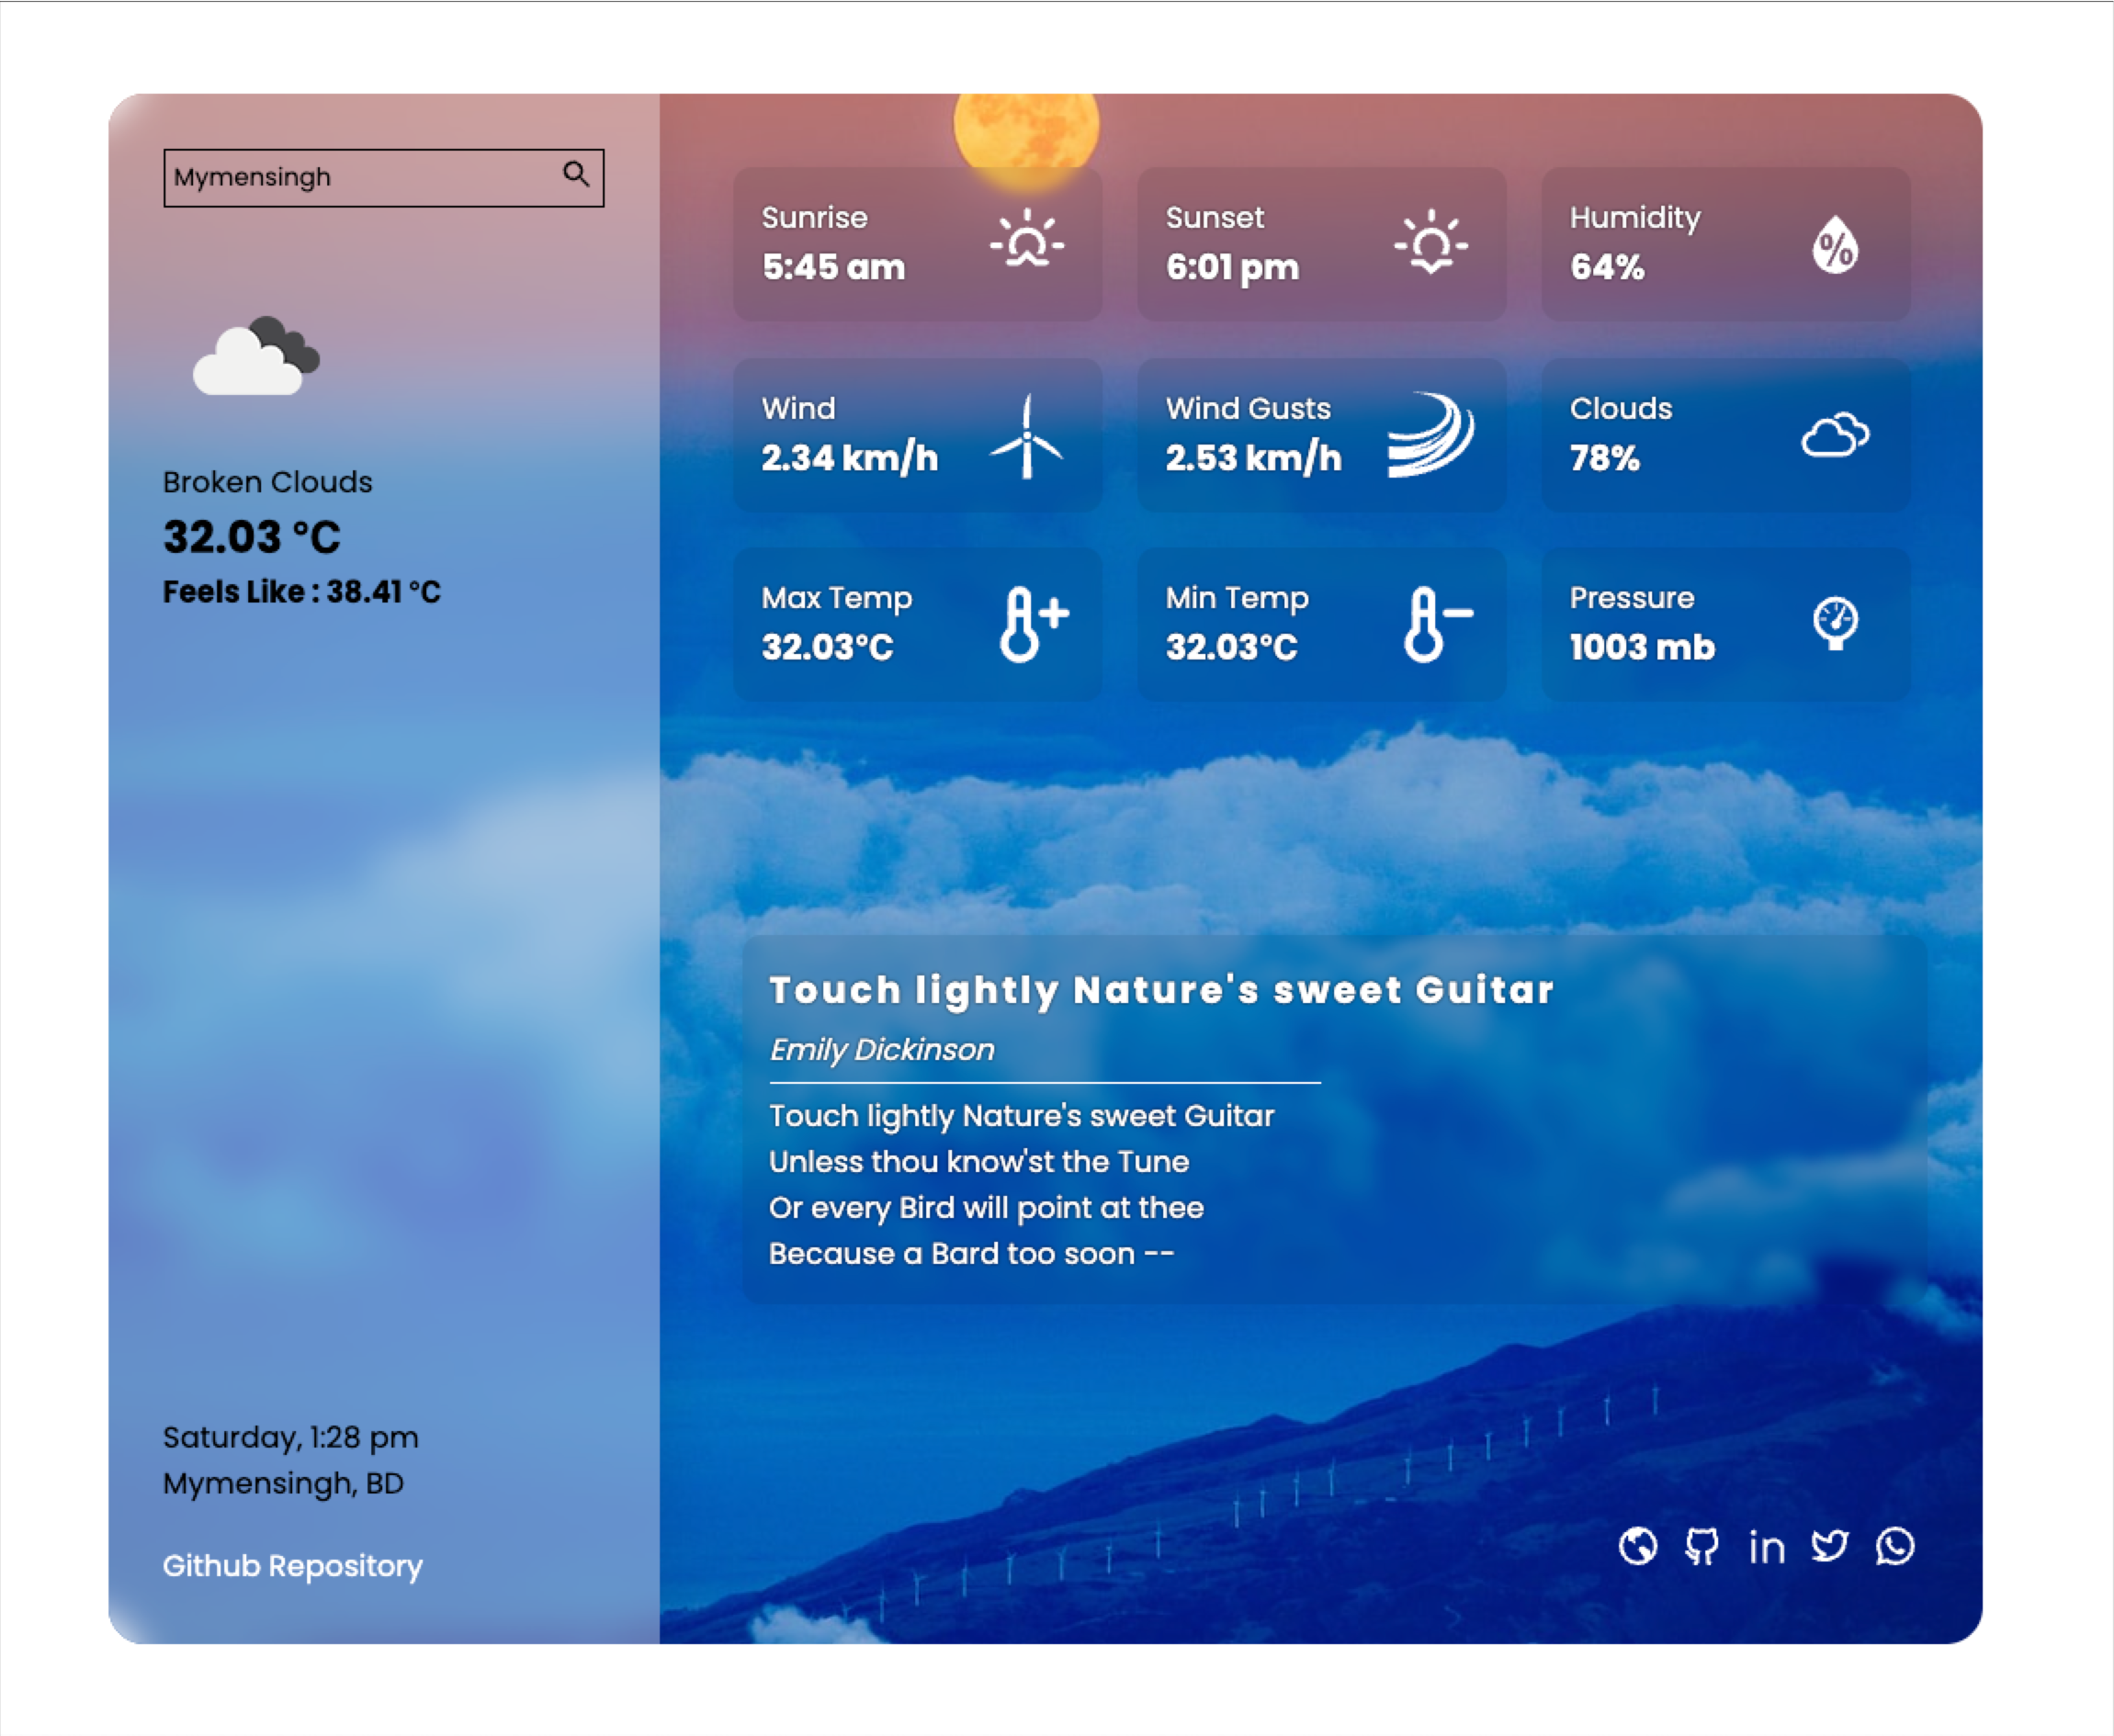 Mymensingh
Broken Clouds
32.03 °C
Feels Like : 38.41 °C
Saturday, 1:28 pm
Mymensingh, BD
Github Repository
Sunrise
5:45 am
Sunset
6:01 pm
Humidity
64%
%
Wind
2.34 km/h
Wind Gusts
2.53 km/h
Clouds
78%
Max Temp
32.03°C
Min Temp
32.03°C
Pressure
1003 mb
Touch lightly Nature's sweet Guitar
Emily Dickinson
Touch lightly Nature's sweet Guitar
Unless thou know'st the Tune
Or every Bird will point at thee
Because a Bard too soon --
in